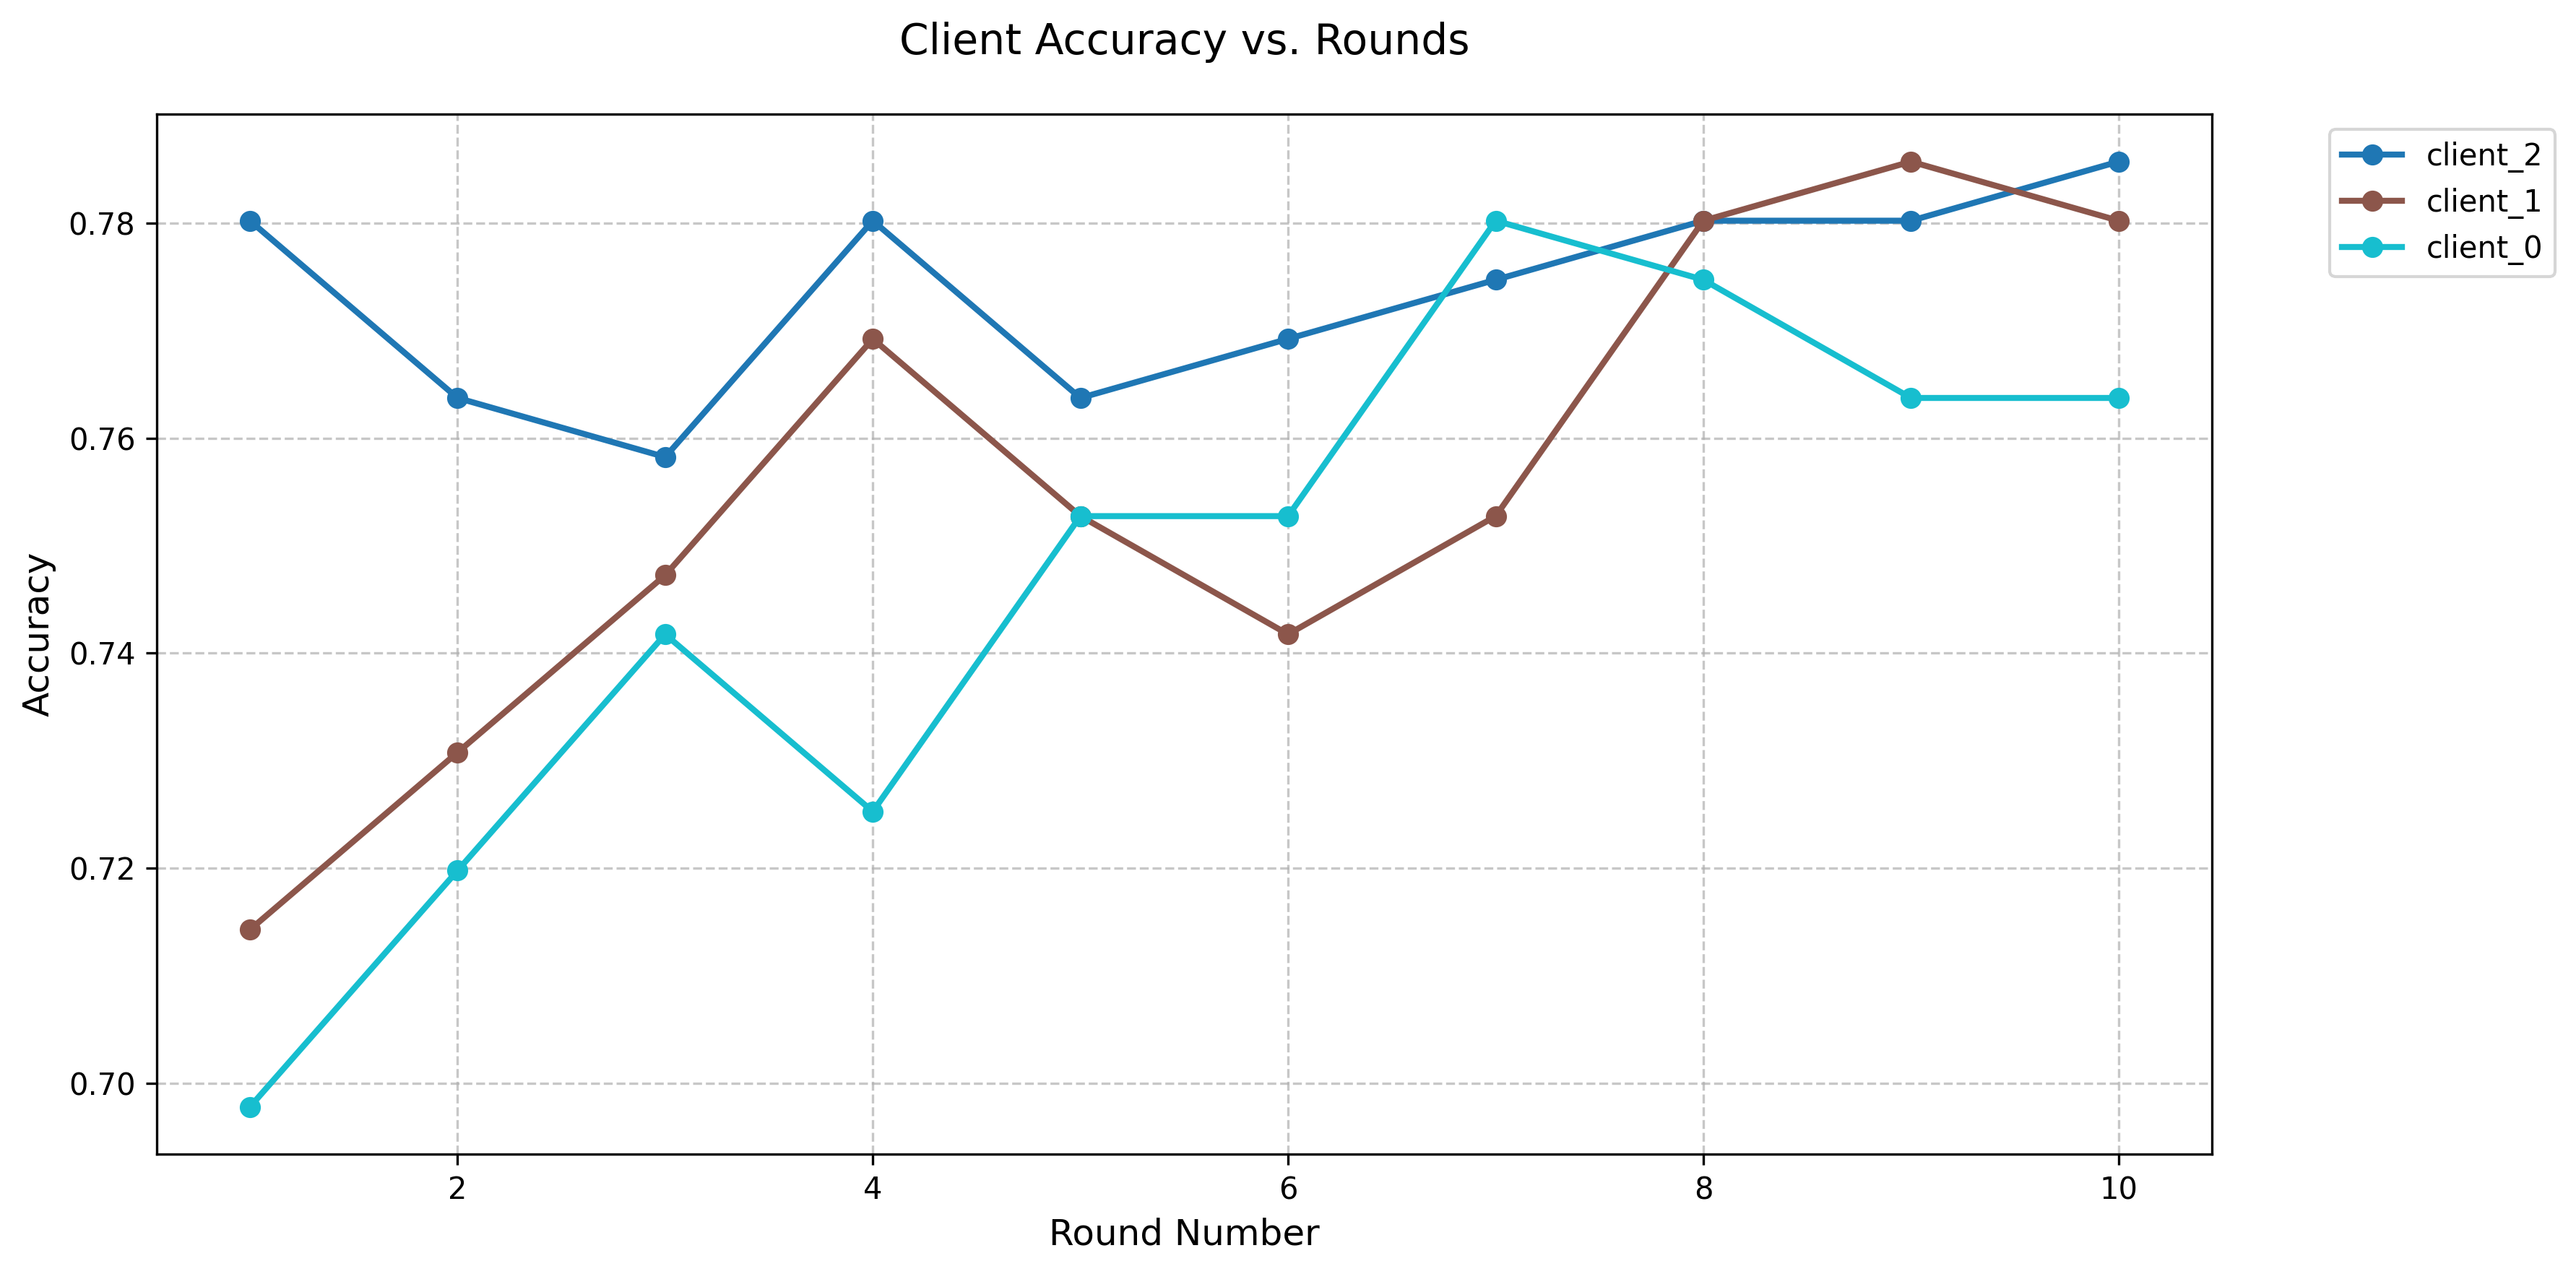 Client Accuracy vs. Rounds
client_2
client_1
client_0
0.78
0.76
0.74
0.72
0.70
Accuracy
2 4 6 8 10
Round Number